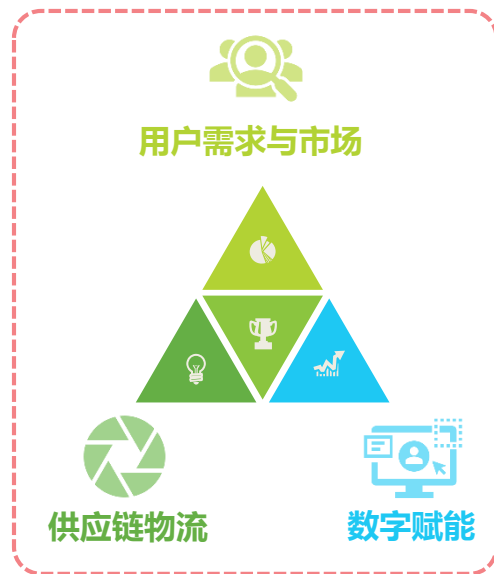 用户需求与市场
供应链物流
数字赋能